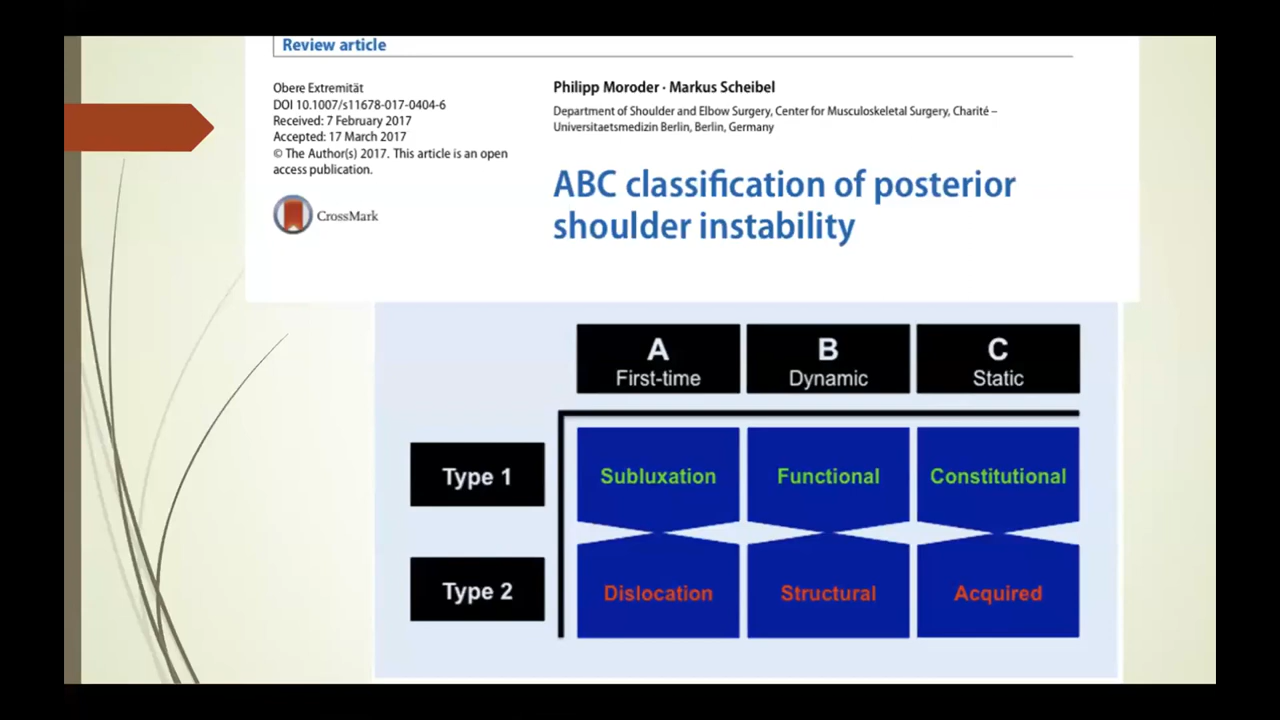 Review article
Obere Extremität
DOI 10.1007/s11678-017-0404-6
Received: 7 February 2017
Accepted: 17 March 2017
© The Author(s) 2017. This article is an open
access publication.
CrossMark
Philipp Moroder · Markus Scheibel
Department of Shoulder and Elbow Surgery, Center for Musculoskeletal Surgery, Charité –
Universitaetsmedizin Berlin, Berlin, Germany
ABC classification of posterior
shoulder instability
A B C
First-time Dynamic Static
Type 1 Subluxation Functional Constitutional
Type 2 Dislocation Structural Acquired